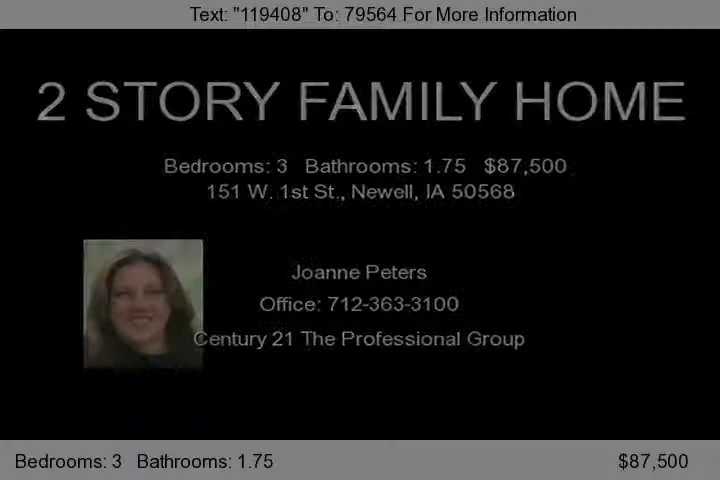 Text: "119408" To: 79564 For More Information
2 STORY FAMILY HOME
Bedrooms: 3 Bathrooms: 1.75 $87,500
151 W. 1st St., Newell, IA 50568
Joanne Peters
Office: 712-363-3100
Century 21 The Professional Group
Bedrooms: 3 Bathrooms: 1.75 $87,500